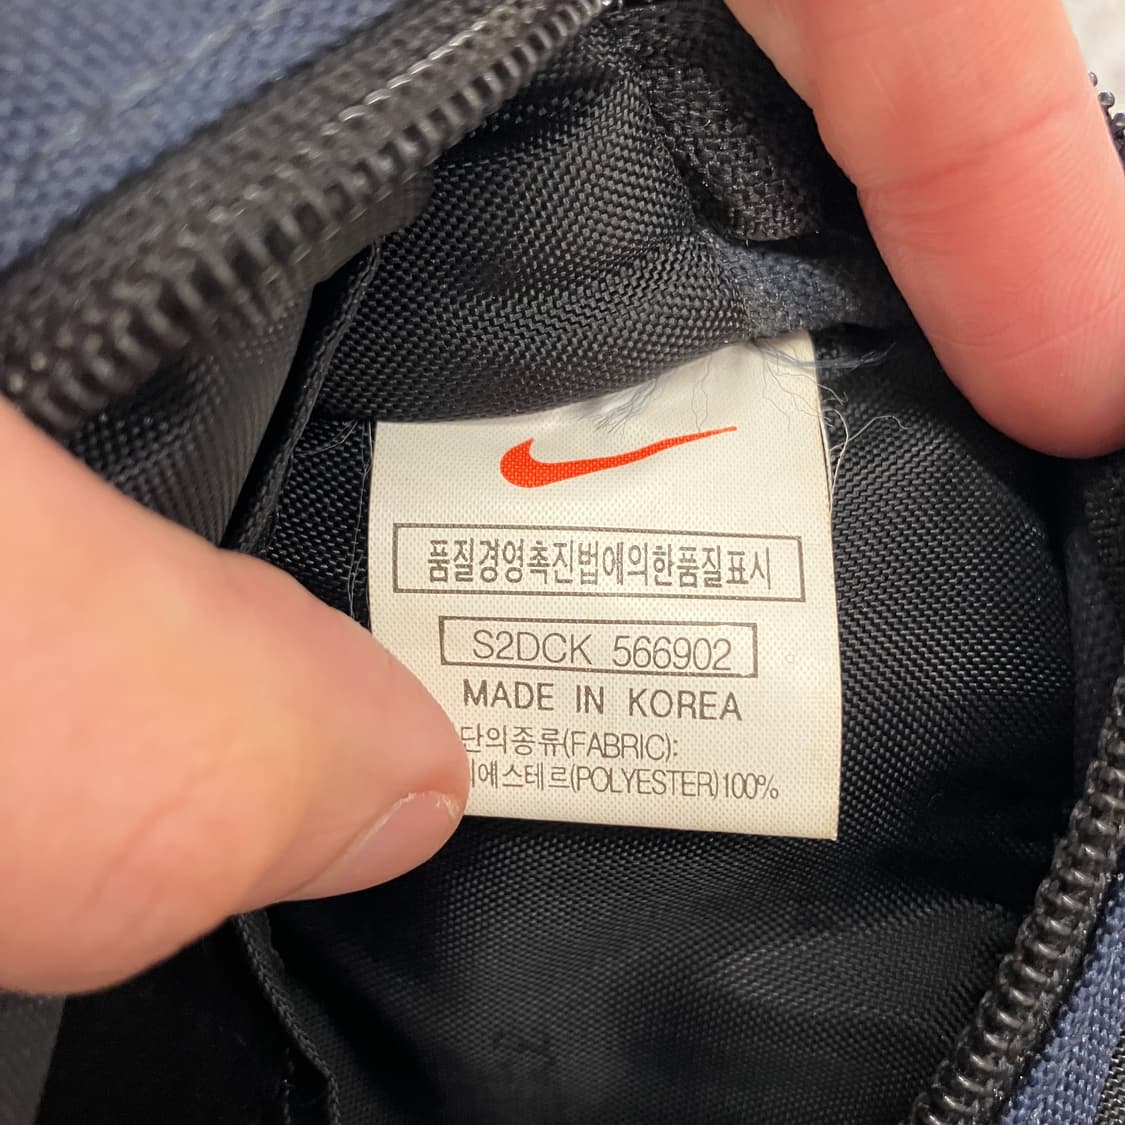 품질경영촉진법에의한품질표시
S2DCK 566902
MADE IN KOREA
단의종류(FABRIC):
에스테르(POLYESTER)100%